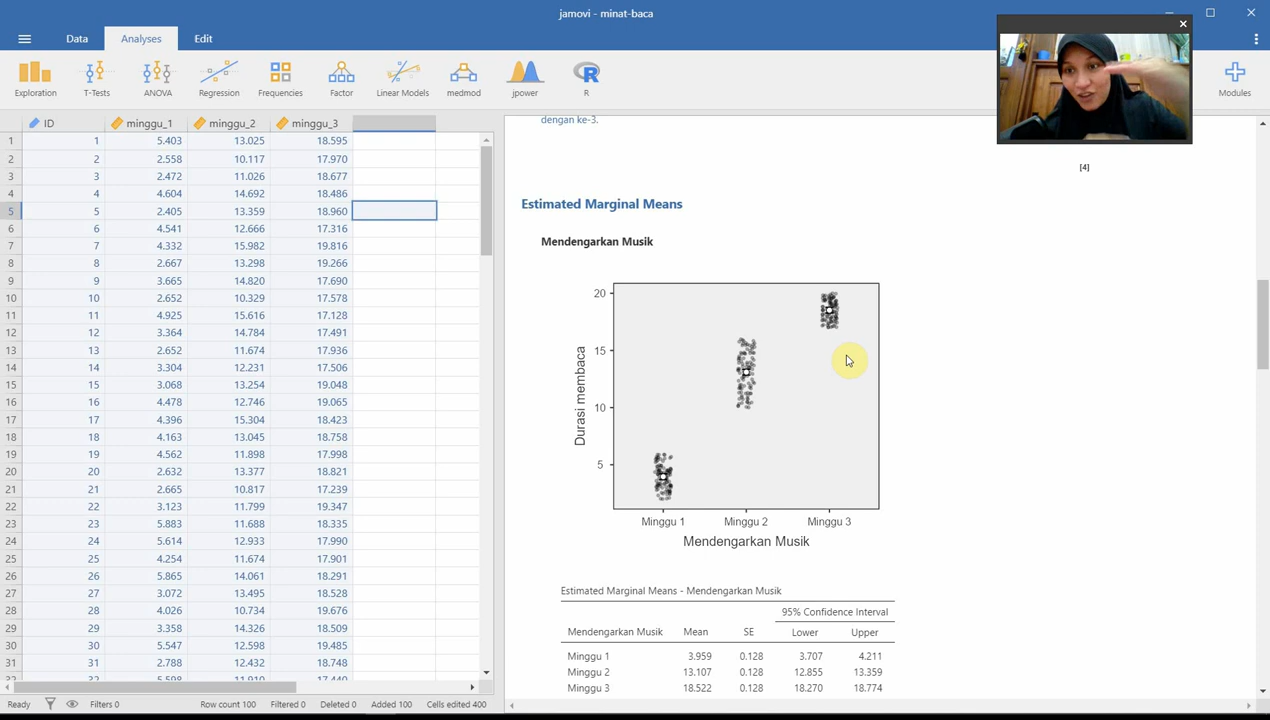 jamovi - minat-baca
Data Analyses Edit
Exploration T-Tests ANOVA Regression Frequencies Factor Linear Models medmod jpower R Modules
ID minggu_1 minggu_2 minggu_3
1 1 5.403 13.025 18.595
2 2 2.558 10.117 17.970
3 3 2.472 11.026 18.677
4 4 4.604 14.692 18.486
5 5 2.405 13.359 18.960
6 6 4.541 12.666 17.316
7 7 4.332 15.982 19.816
8 8 2.667 13.298 19.266
9 9 3.665 14.820 17.690
10 10 2.652 10.329 17.578
11 11 4.925 15.616 17.128
12 12 3.364 14.784 17.491
13 13 2.652 11.674 17.936
14 14 3.304 12.231 17.506
15 15 3.068 13.254 19.048
16 16 4.478 12.746 19.065
17 17 4.396 15.304 18.423
18 18 4.163 13.045 18.758
19 19 4.562 11.898 17.998
20 20 2.632 13.377 18.821
21 21 2.665 10.817 17.239
22 22 3.123 11.799 19.347
23 23 5.883 11.688 18.335
24 24 5.614 12.933 17.990
25 25 4.254 11.674 17.901
26 26 5.865 14.061 18.291
27 27 3.072 13.495 18.528
28 28 4.026 10.734 19.676
29 29 3.358 14.326 18.509
30 30 5.547 12.598 19.485
31 31 2.788 12.432 18.748
Ready Filters 0 Row count 100 Filtered 0 Deleted 0 Added 100 Cells edited 400
dengan ke-3.
[4]
Estimated Marginal Means
Mendengarkan Musik
20
15
10
5
Durasi membaca
Minggu 1 Minggu 2 Minggu 3
Mendengarkan Musik
Estimated Marginal Means - Mendengarkan Musik
95% Confidence Interval
Mendengarkan Musik Mean SE Lower Upper
Minggu 1 3.959 0.128 3.707 4.211
Minggu 2 13.107 0.128 12.855 13.359
Minggu 3 18.522 0.128 18.270 18.774